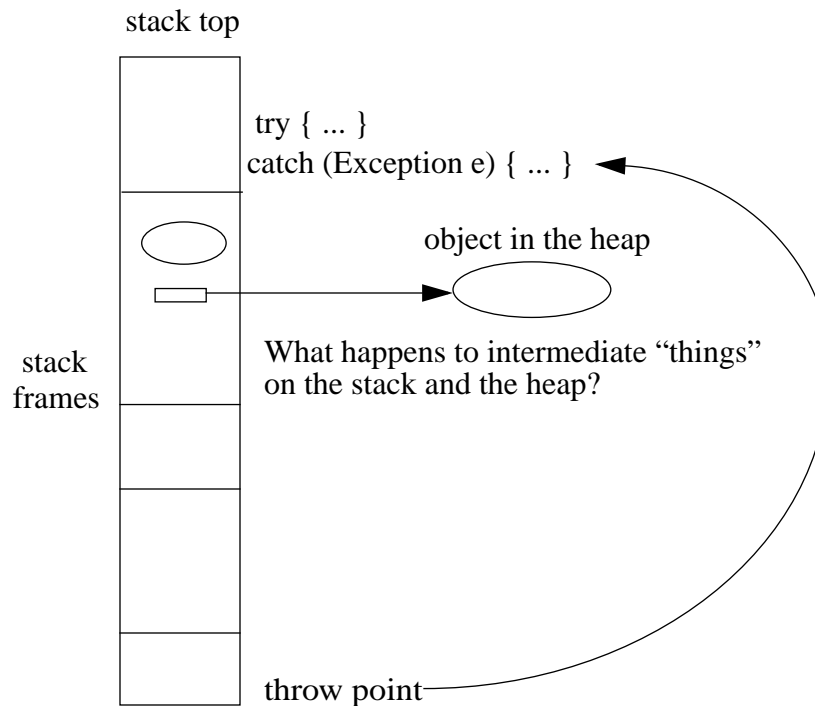 stack top
try { ... }
catch (Exception e) { ... }
object in the heap
What happens to intermediate “things”
on the stack and the heap?
stack
frames
throw point